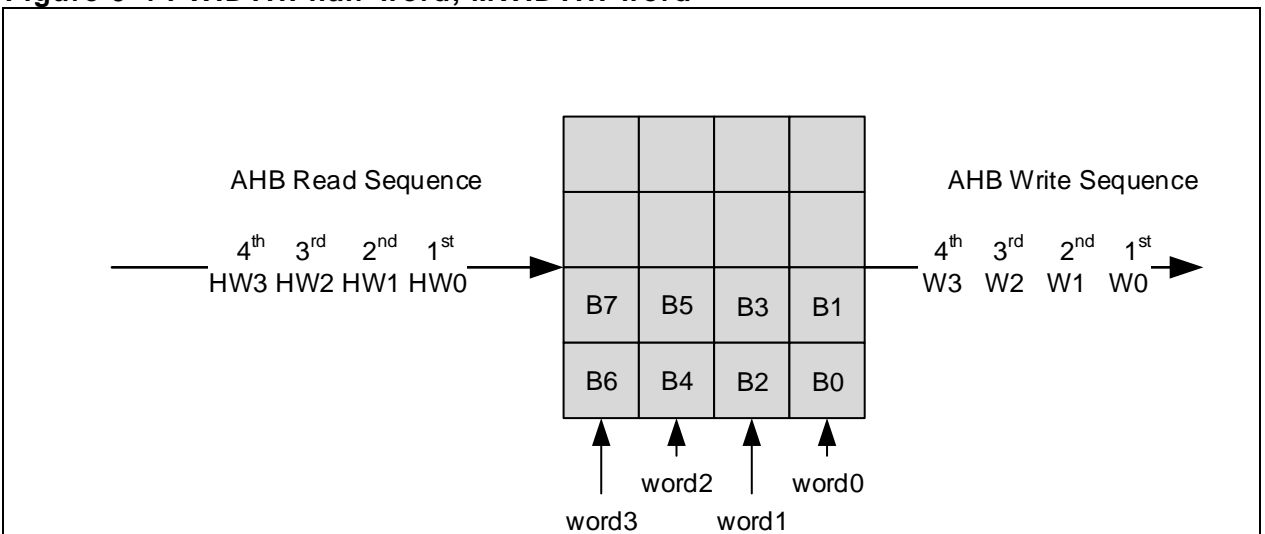 AHB Read Sequence
4th 3rd 2nd 1st
HW3 HW2 HW1 HW0
AHB Write Sequence
4th 3rd 2nd 1st
W3 W2 W1 W0
B7 B5 B3 B1
B6 B4 B2 B0
word2 word0
word3 word1